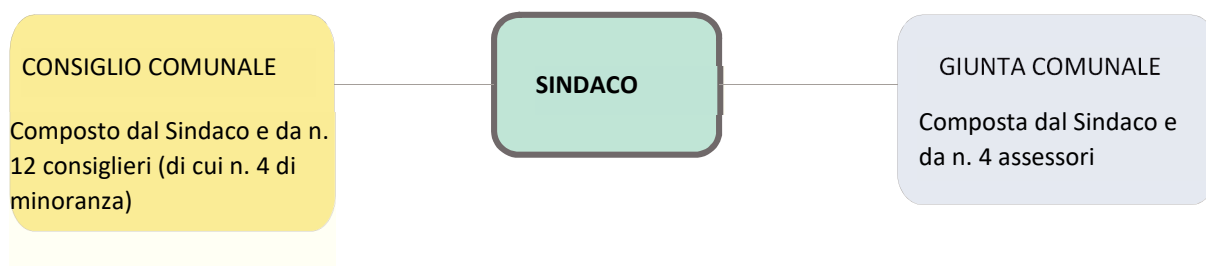 CONSIGLIO COMUNALE
Composto dal Sindaco e da n.
12 consiglieri (di cui n. 4 di
minoranza)
SINDACO
GIUNTA COMUNALE
Composta dal Sindaco e
da n. 4 assessori